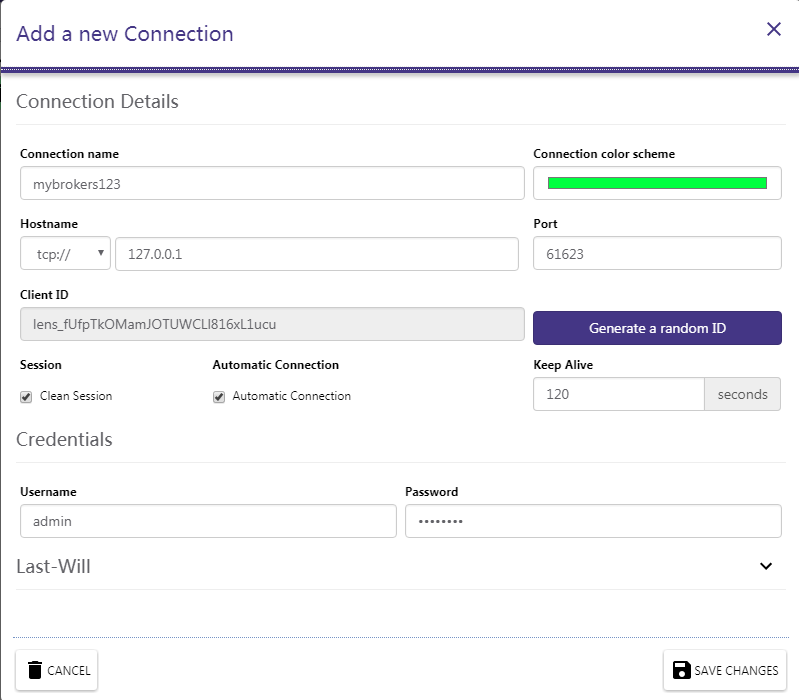 Add a new Connection
Connection Details
Connection name
Connection color scheme
mybrokers123
Hostname
Port
tcp://
127.0.0.1
61623
Client ID
lens_fUfpTkOMamJOTUWCLl816xL1ucu
Generate a random ID
Session
Automatic Connection
Keep Alive
Clean Session
Automatic Connection
120
seconds
Credentials
Username
Password
admin
••••••••
Last-Will
CANCEL
SAVE CHANGES